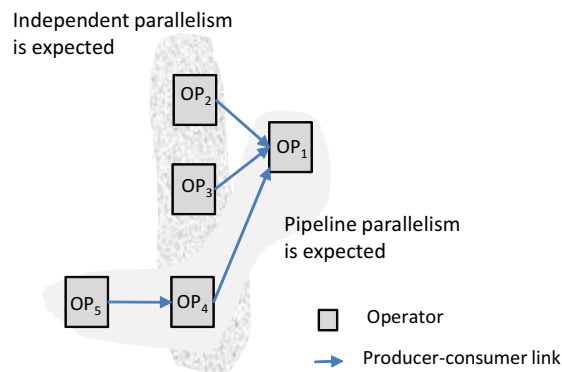 Independent parallelism
is expected
OP₂
OP₁
OP₃
Pipeline parallelism
is expected
OP₅
OP₄
Operator
Producer-consumer link